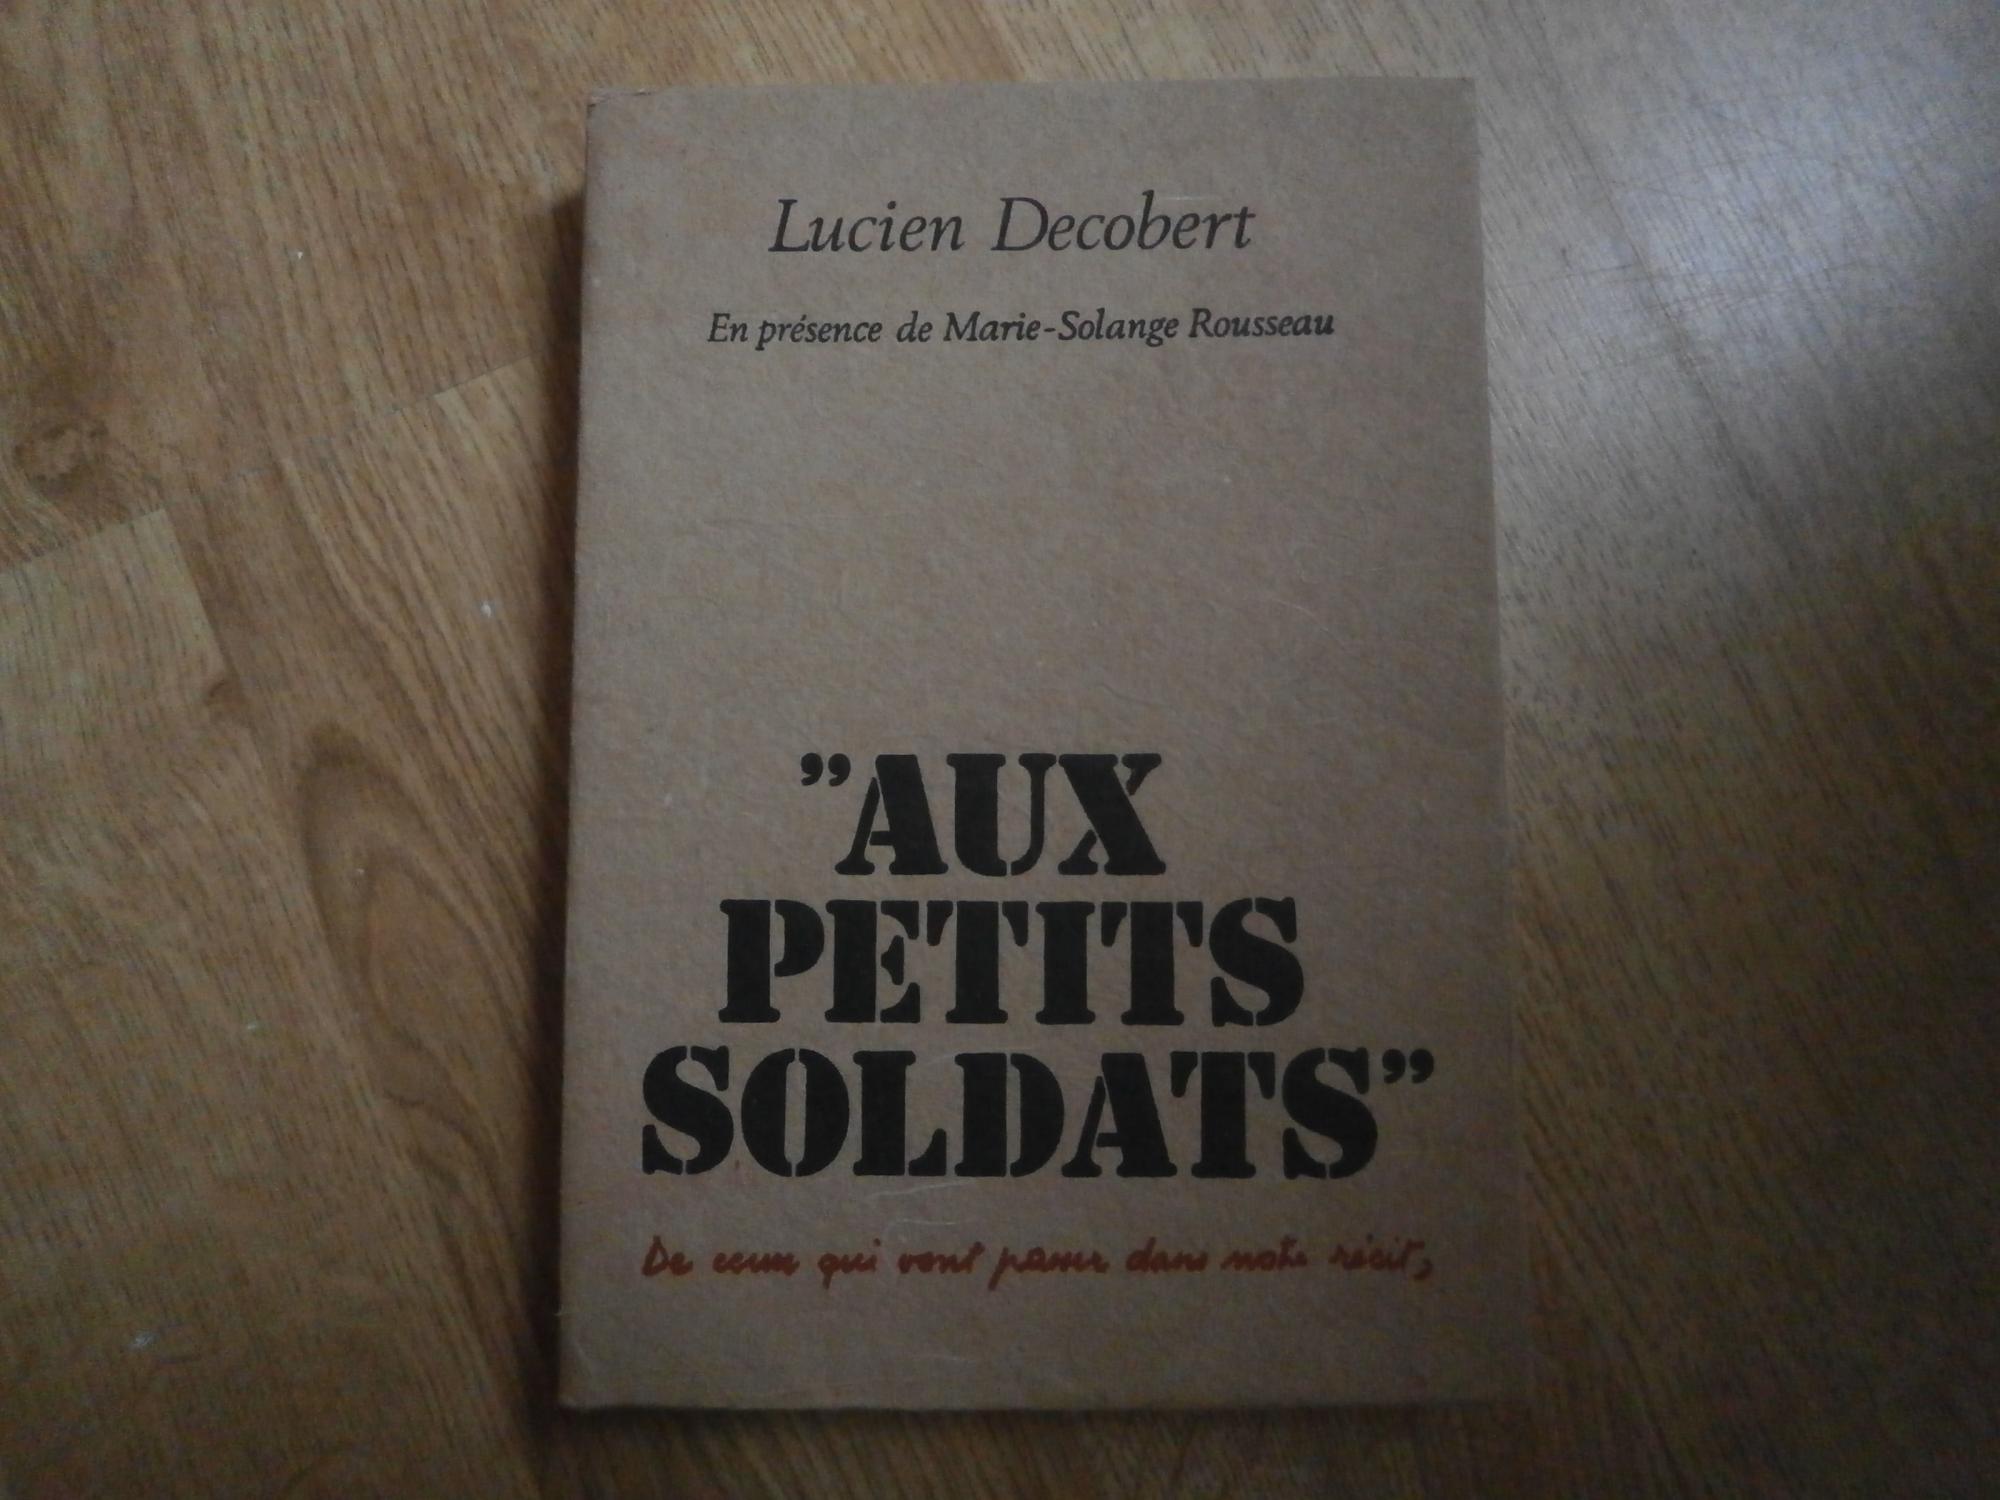 Lucien Decobert
En présence de Marie-Solange Rousseau
”AUX
PETITS
SOLDATS”
De ceux qui vont passer dans notre récit,